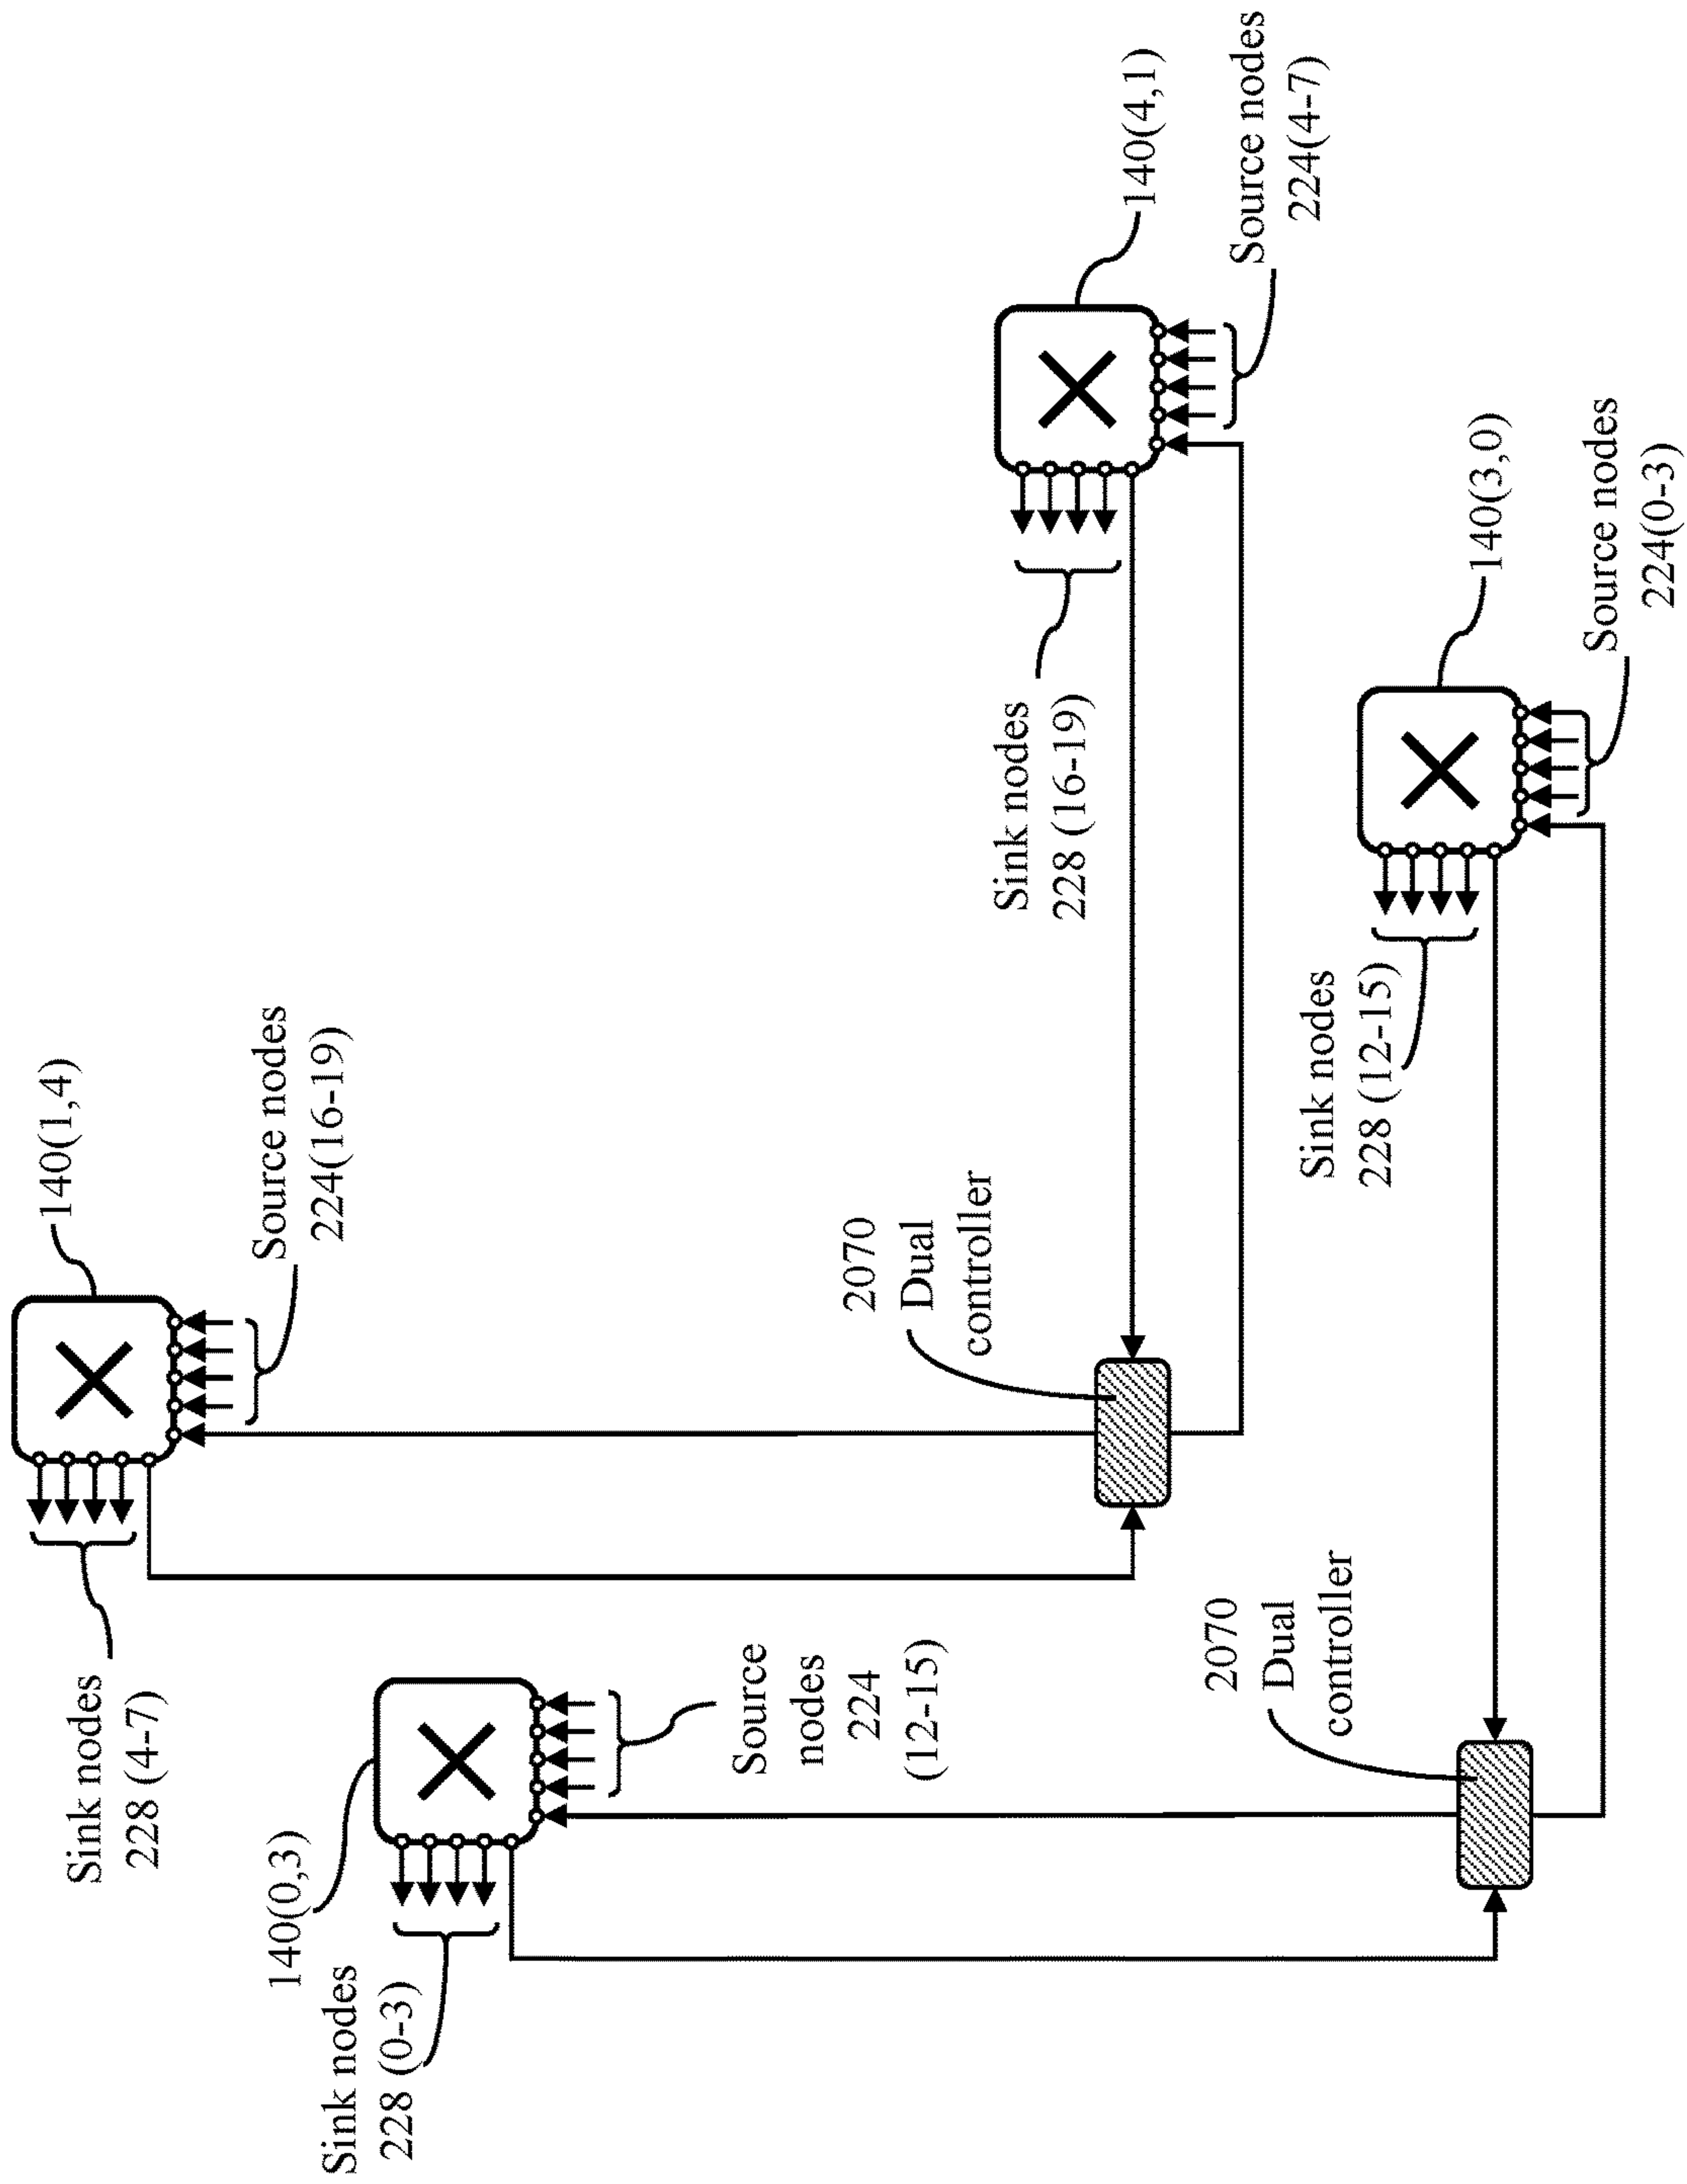 Sink nodes
228 (0-3)
140(0,3)
Source
nodes
224
(12-15)
Sink nodes
228 (4-7)
140(1,4)
Source nodes
224(16-19)
2070
Dual
controller
2070
Dual
controller
Sink nodes
228 (16-19)
140(4,1)
Source nodes
224(4-7)
Sink nodes
228 (12-15)
140(3,0)
Source nodes
224(0-3)